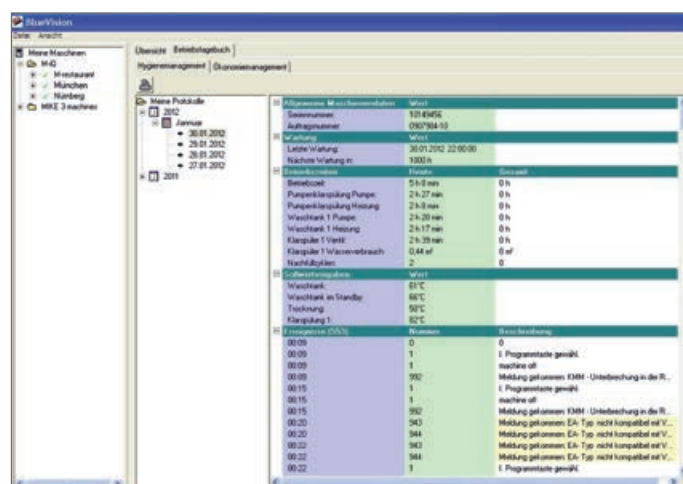 BlueVision
Datei Ansicht
Meine Maschinen
M-iQ
M-restaurant
München
Nürnberg
MIKE 3 machines
Übersicht Betriebstagebuch
Hygienemanagement Ökonomiemanagement
Meine Protokolle
2012
Januar
30.01.2012
29.01.2012
28.01.2012
27.01.2012
2011
Allgemeine Maschinendaten Wert
Seriennummer: 10149456
Auftragsnummer: 0907984-10
Wartung Wert
Letzte Wartung: 30.01.2012 22:00:00
Nächste Wartung in: 1000 h
Betriebszeiten Heute Gesamt
Betriebszeit: 5 h 8 min 0 h
Pumpenklarspülung Pumpe: 2 h 27 min 0 h
Pumpenklarspülung Heizung: 2 h 8 min 0 h
Waschtank 1 Pumpe: 2 h 20 min 0 h
Waschtank 1 Heizung: 2 h 17 min 0 h
Klarspüler 1 Ventil: 2 h 39 min 0 h
Klarspüler 1 Wasserverbrauch: 0,44 m³ 0 m³
Nachfüllzyklen: 2 0
Sollwertvorgaben: Wert
Waschtank: 61°C
Waschtank im Standby: 66°C
Trocknung: 50°C
Klarspülung 1: 82°C
Ereignisse (553) Nummer Beschreibung
00:09 0 0
00:09 1 I. Programmtaste gewählt.
00:09 1 machine off
00:09 992 Meldung gekommen: KMM - Unterbrechung in der R...
00:15 1 I. Programmtaste gewählt.
00:15 1 machine off
00:15 992 Meldung gekommen: KMM - Unterbrechung in der R...
00:20 943 Meldung gekommen: EA- Typ nicht kompatibel mit V...
00:20 944 Meldung gekommen: EA- Typ nicht kompatibel mit V...
00:22 943 Meldung gekommen: EA- Typ nicht kompatibel mit V...
00:22 944 Meldung gekommen: EA- Typ nicht kompatibel mit V...
00:22 1 I. Programmtaste gewählt.